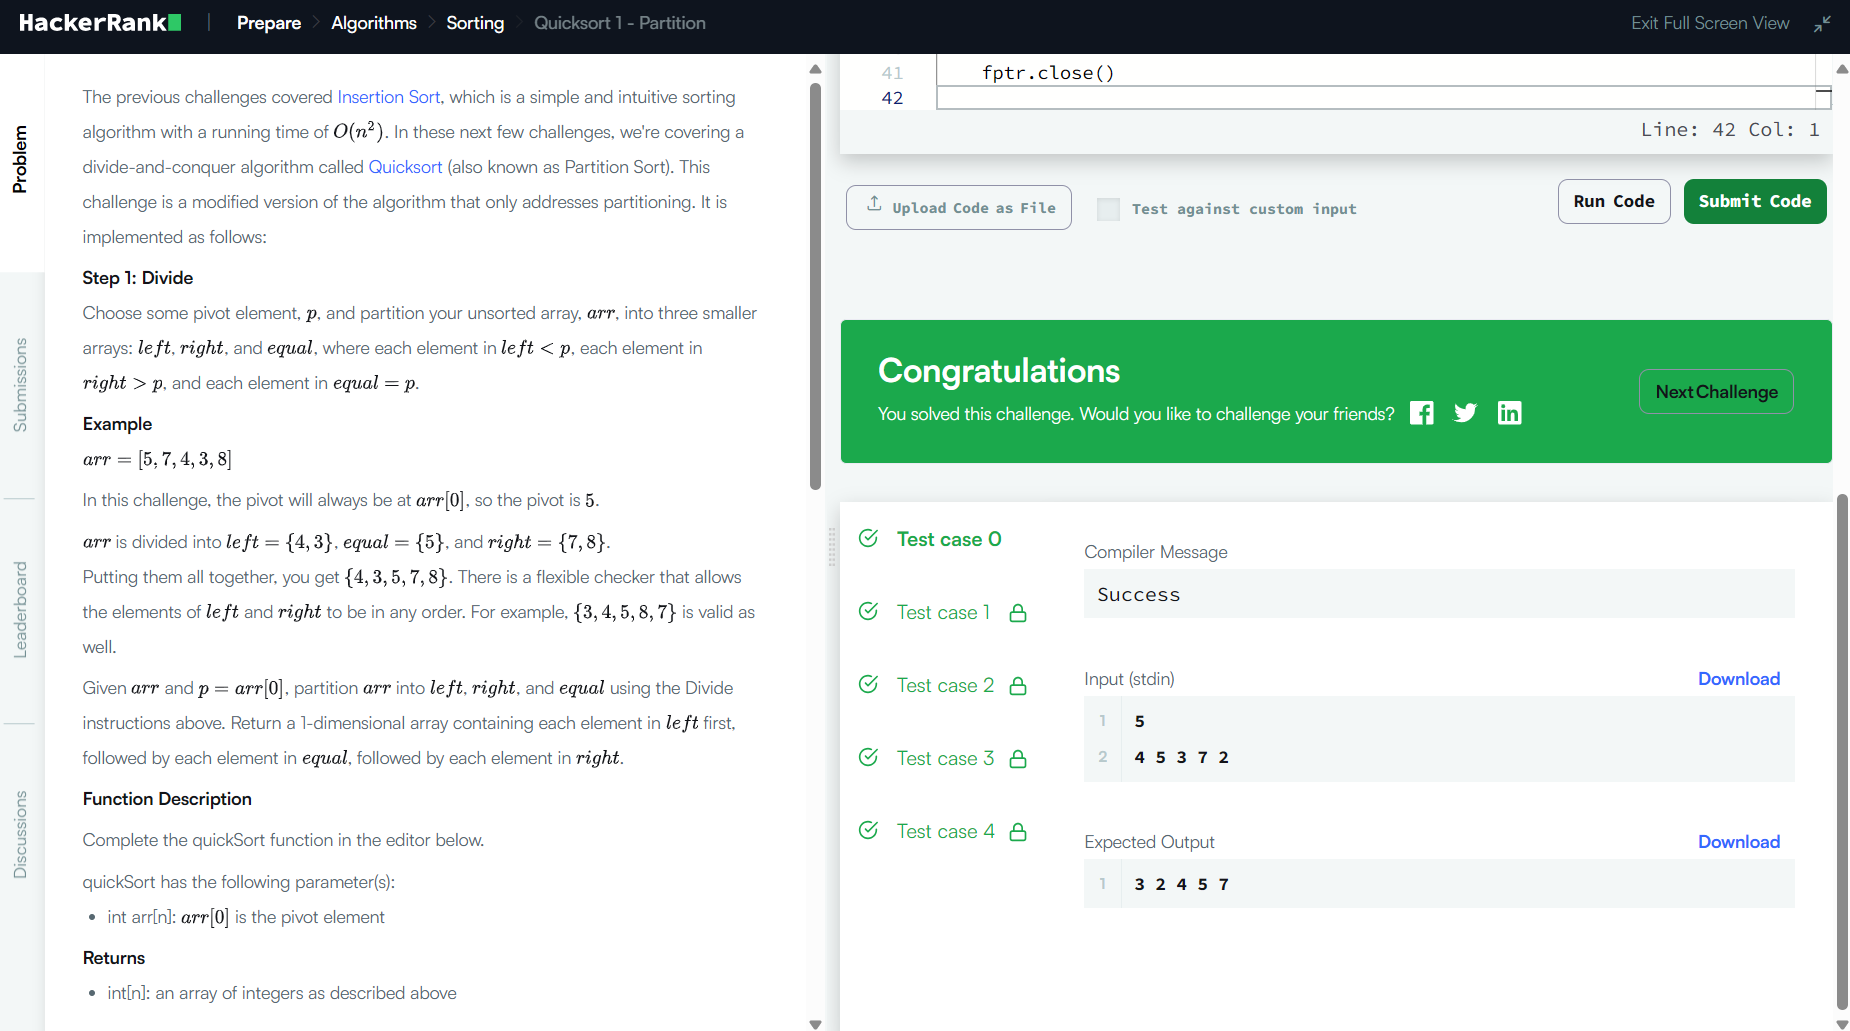 HackerRank
Prepare
Algorithms
Sorting
Quicksort 1 - Partition
Exit Full Screen View
Problem
Submissions
Leaderboard
Discussions
The previous challenges covered Insertion Sort, which is a simple and intuitive sorting
algorithm with a running time of O(n²). In these next few challenges, we're covering a
divide-and-conquer algorithm called Quicksort (also known as Partition Sort). This
challenge is a modified version of the algorithm that only addresses partitioning. It is
implemented as follows:
Step 1: Divide
Choose some pivot element, p, and partition your unsorted array, arr, into three smaller
arrays: left, right, and equal, where each element in left < p, each element in
right > p, and each element in equal = p.
Example
arr = [5, 7, 4, 3, 8]
In this challenge, the pivot will always be at arr[0], so the pivot is 5.
arr is divided into left = {4, 3}, equal = {5}, and right = {7, 8}.
Putting them all together, you get {4, 3, 5, 7, 8}. There is a flexible checker that allows
the elements of left and right to be in any order. For example, {3, 4, 5, 8, 7} is valid as
well.
Given arr and p = arr[0], partition arr into left, right, and equal using the Divide
instructions above. Return a 1-dimensional array containing each element in left first,
followed by each element in equal, followed by each element in right.
Function Description
Complete the quickSort function in the editor below.
quickSort has the following parameter(s):
• int arr[n]: arr[0] is the pivot element
Returns
• int[n]: an array of integers as described above
41 fptr.close()
42
Line: 42 Col: 1
Upload Code as File
Test against custom input
Run Code
Submit Code
Congratulations
You solved this challenge. Would you like to challenge your friends?
Next Challenge
Test case 0
Test case 1
Test case 2
Test case 3
Test case 4
Compiler Message
Success
Input (stdin)
Download
1 5
2 4 5 3 7 2
Expected Output
Download
1 3 2 4 5 7